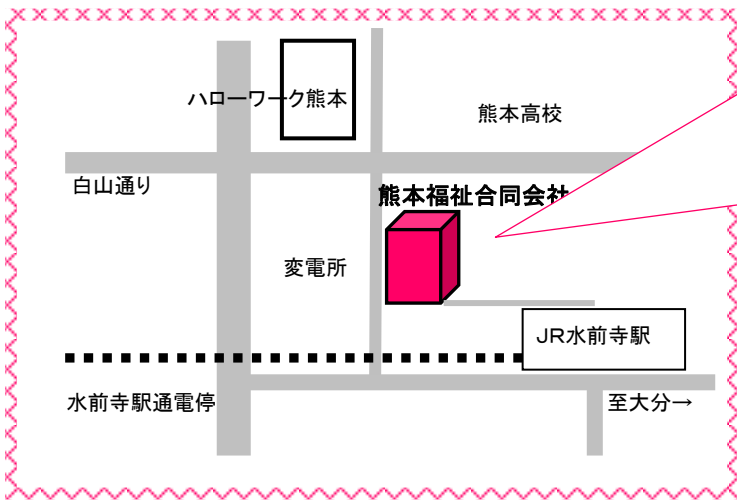 ハローワーク熊本
熊本高校
白山通り
熊本福祉合同会社
変電所
JR水前寺駅
水前寺駅通電停
至大分→